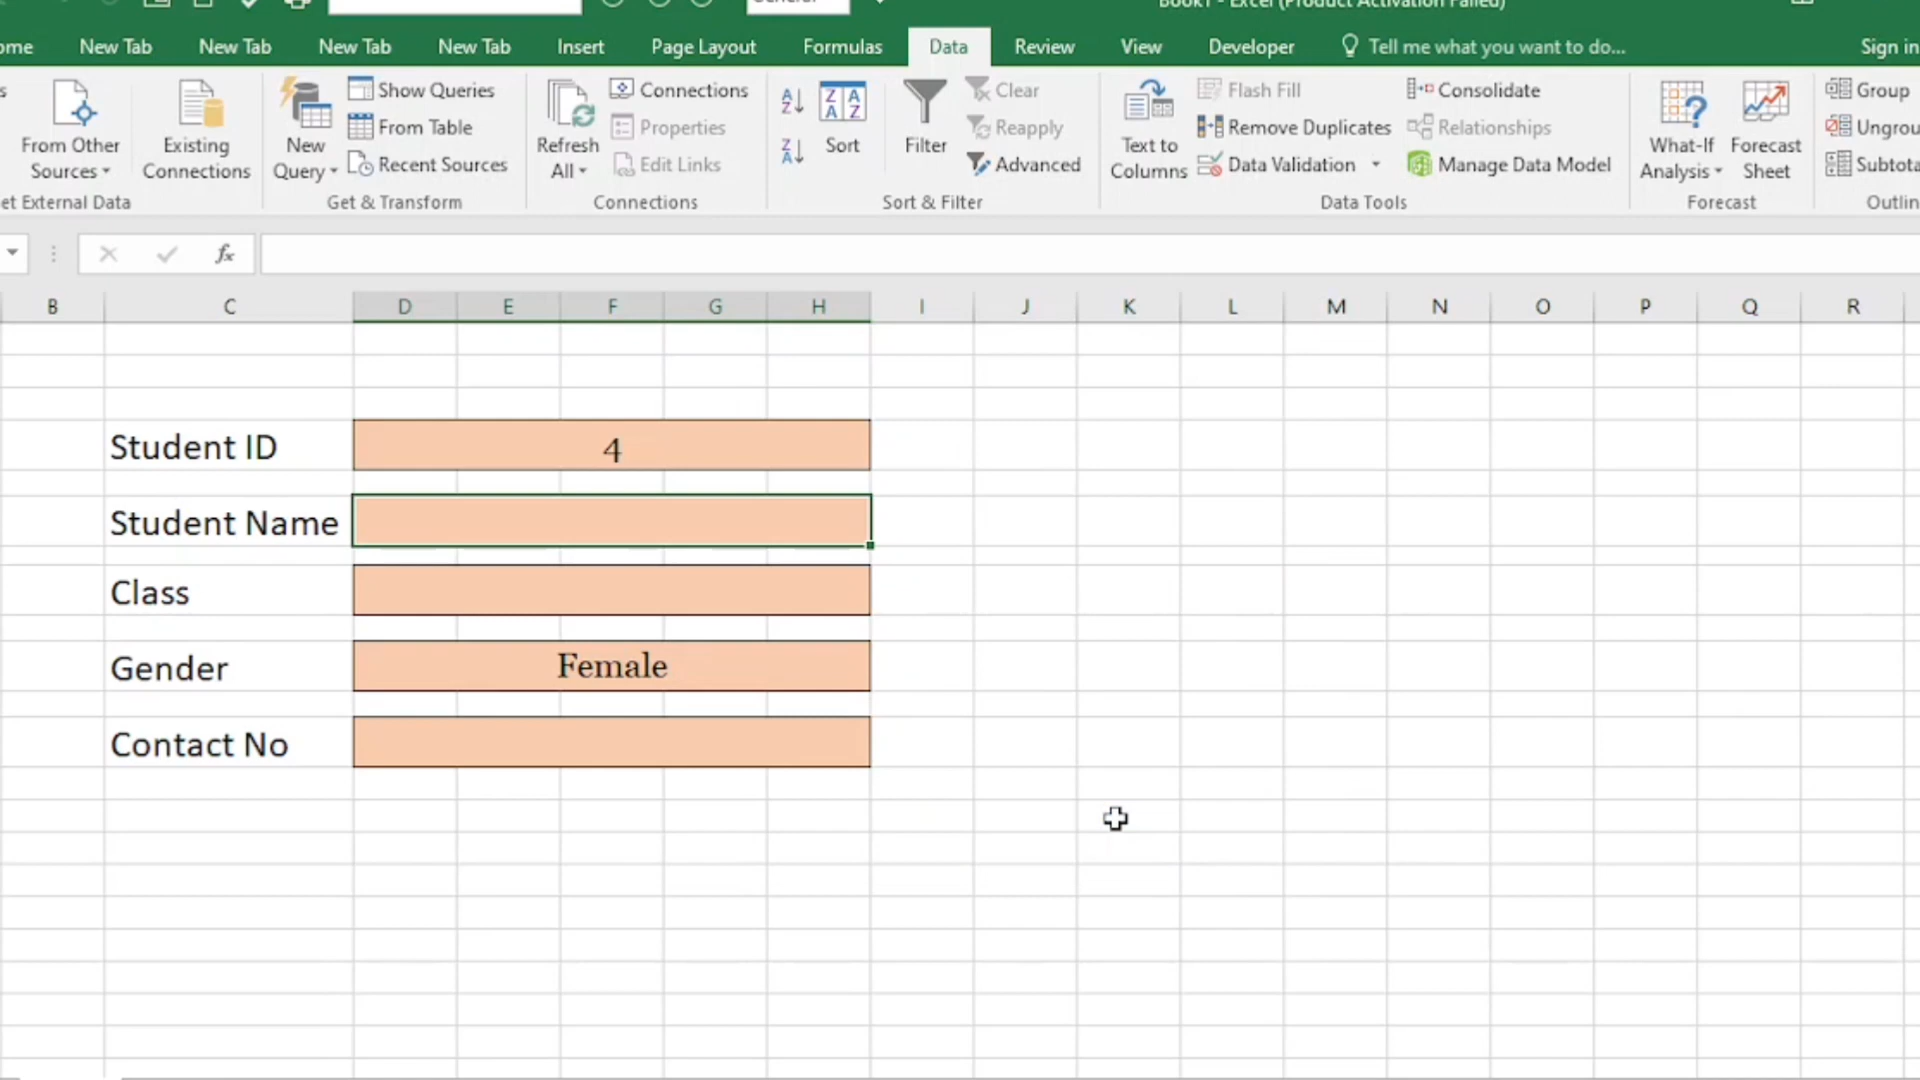 Book1 - Excel (Product Activation Failed)
General
ome New Tab New Tab New Tab New Tab Insert Page Layout Formulas Data Review View Developer Tell me what you want to do... Sign in
From Other Sources
Existing Connections
New Query
Show Queries
From Table
Recent Sources
Refresh All
Connections
Properties
Edit Links
Sort
Filter
Clear
Reapply
Advanced
Text to Columns
Flash Fill
Remove Duplicates
Data Validation
Consolidate
Relationships
Manage Data Model
What-If Analysis
Forecast Sheet
Group
Ungrou
Subtota
et External Data Get & Transform Connections Sort & Filter Data Tools Forecast Outlin
fx
B C D E F G H I J K L M N O P Q R
Student ID 4
Student Name
Class
Gender Female
Contact No